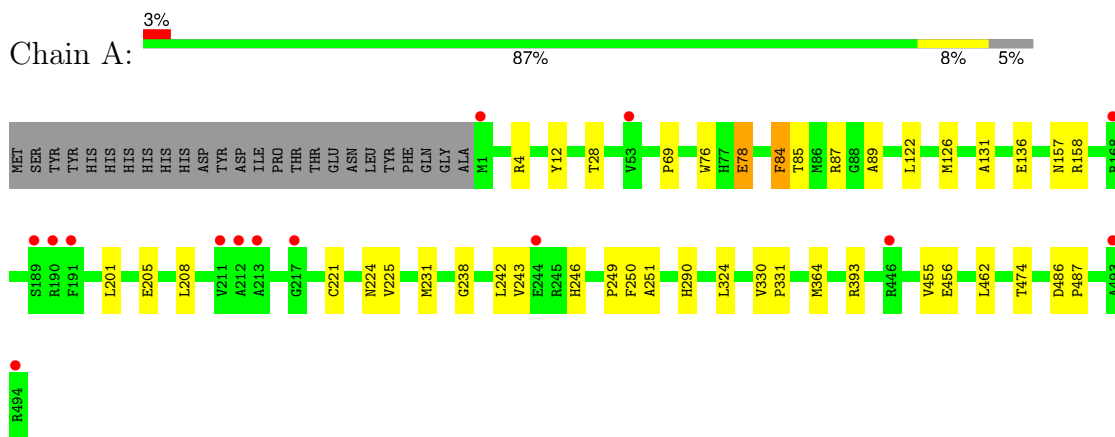 3%
Chain A:
87% 8% 5%
MET SER TYR TYR HIS HIS HIS HIS HIS HIS ASP TYR ASP ILE PRO THR THR GLU ASN LEU TYR PHE GLN GLY ALA M1 R4 Y12 T28 V53 P69 W76 H77 E78 F84 T85 M86 R87 G88 A89 L122 M126 A131 E136 N157 R158 R168
S189 R190 F191 L201 E205 L208 V211 A212 A213 G217 C221 N224 V225 M231 G238 L242 V243 E244 R245 H246 P249 F250 A251 H290 L324 V330 P331 M364 R393 R446 V455 E456 L462 T474 D486 P487 A493
R494